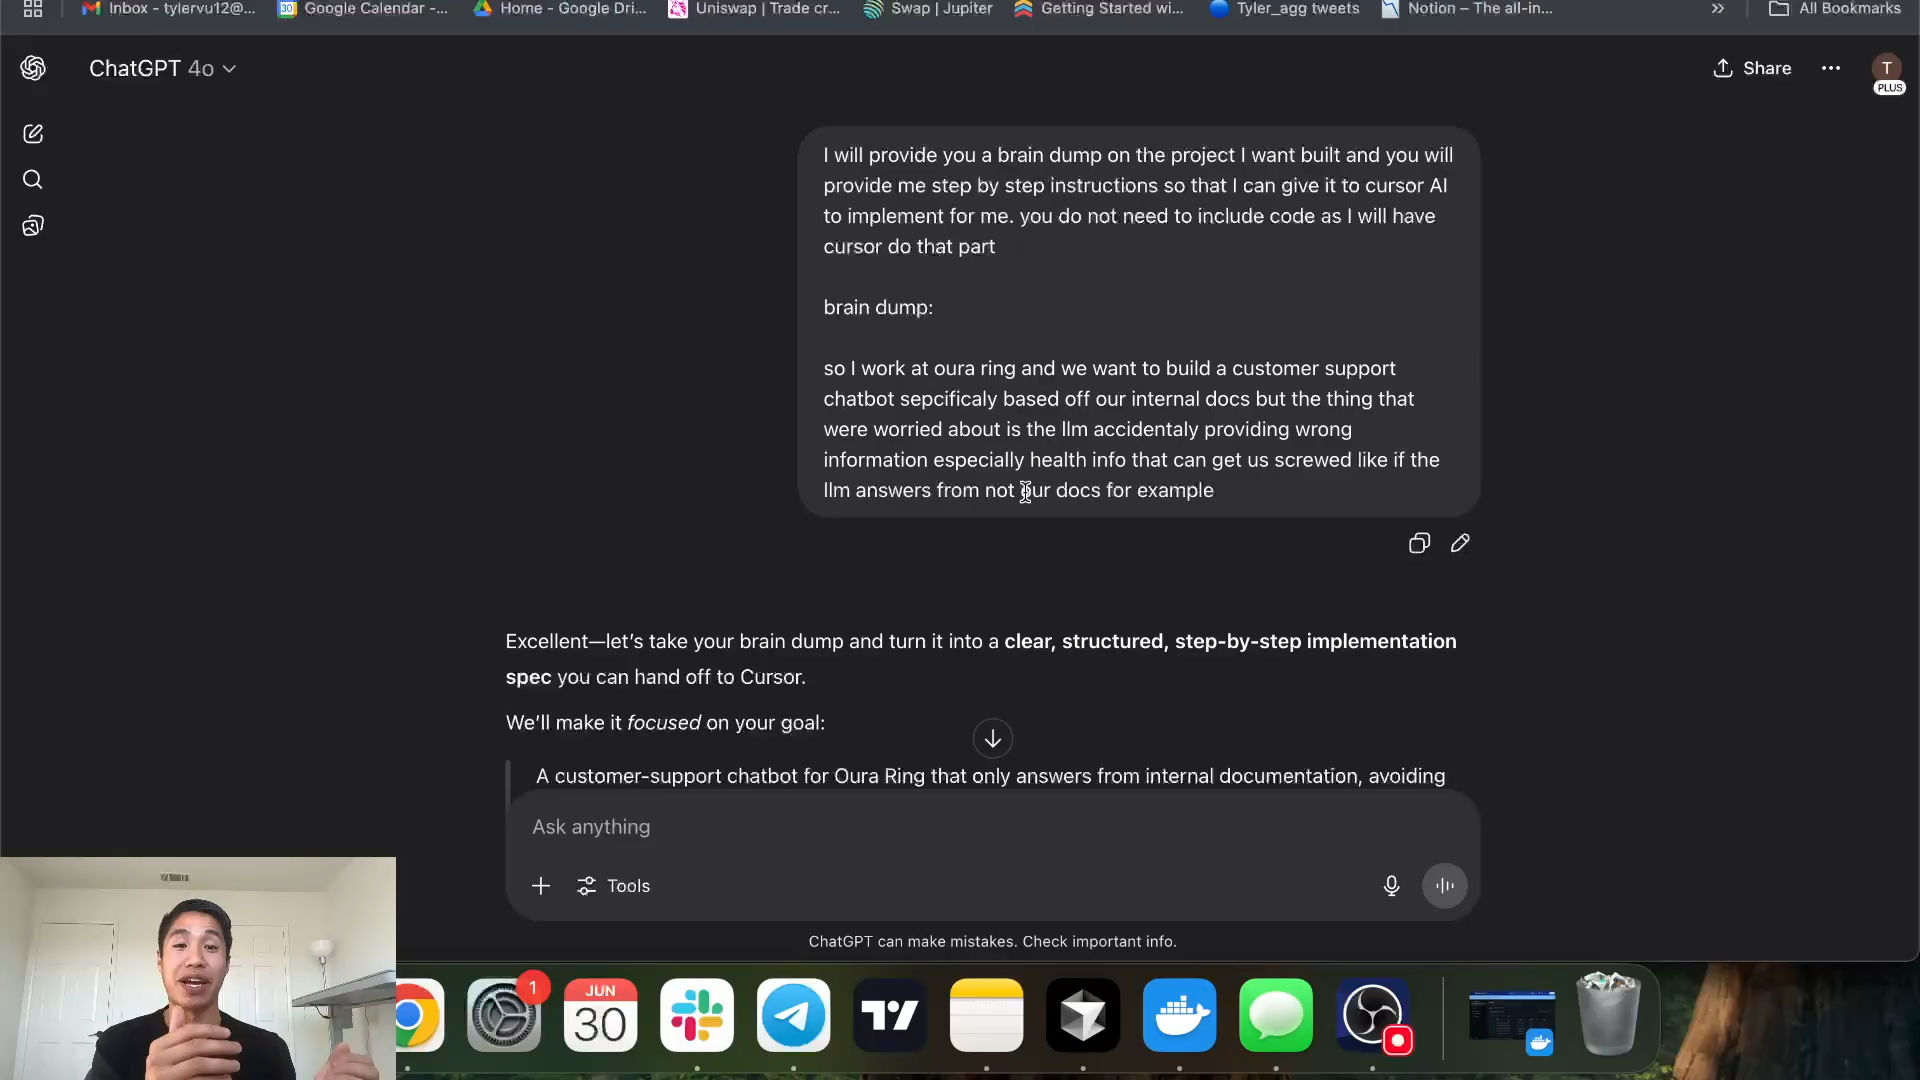 Inbox - tylervu12@...
Google Calendar -...
Home - Google Dri...
Uniswap | Trade cr...
Swap | Jupiter
Getting Started wi...
Tyler_agg tweets
Notion – The all-in...
»
All Bookmarks
ChatGPT 4o
Share
T
PLUS
I will provide you a brain dump on the project I want built and you will
provide me step by step instructions so that I can give it to cursor AI
to implement for me. you do not need to include code as I will have
cursor do that part
brain dump:
so I work at oura ring and we want to build a customer support
chatbot sepcificaly based off our internal docs but the thing that
were worried about is the llm accidentaly providing wrong
information especially health info that can get us screwed like if the
llm answers from not our docs for example
Excellent—let's take your brain dump and turn it into a clear, structured, step-by-step implementation
spec you can hand off to Cursor.
We'll make it focused on your goal:
A customer-support chatbot for Oura Ring that only answers from internal documentation, avoiding
Ask anything
Tools
ChatGPT can make mistakes. Check important info.
1
JUN
30